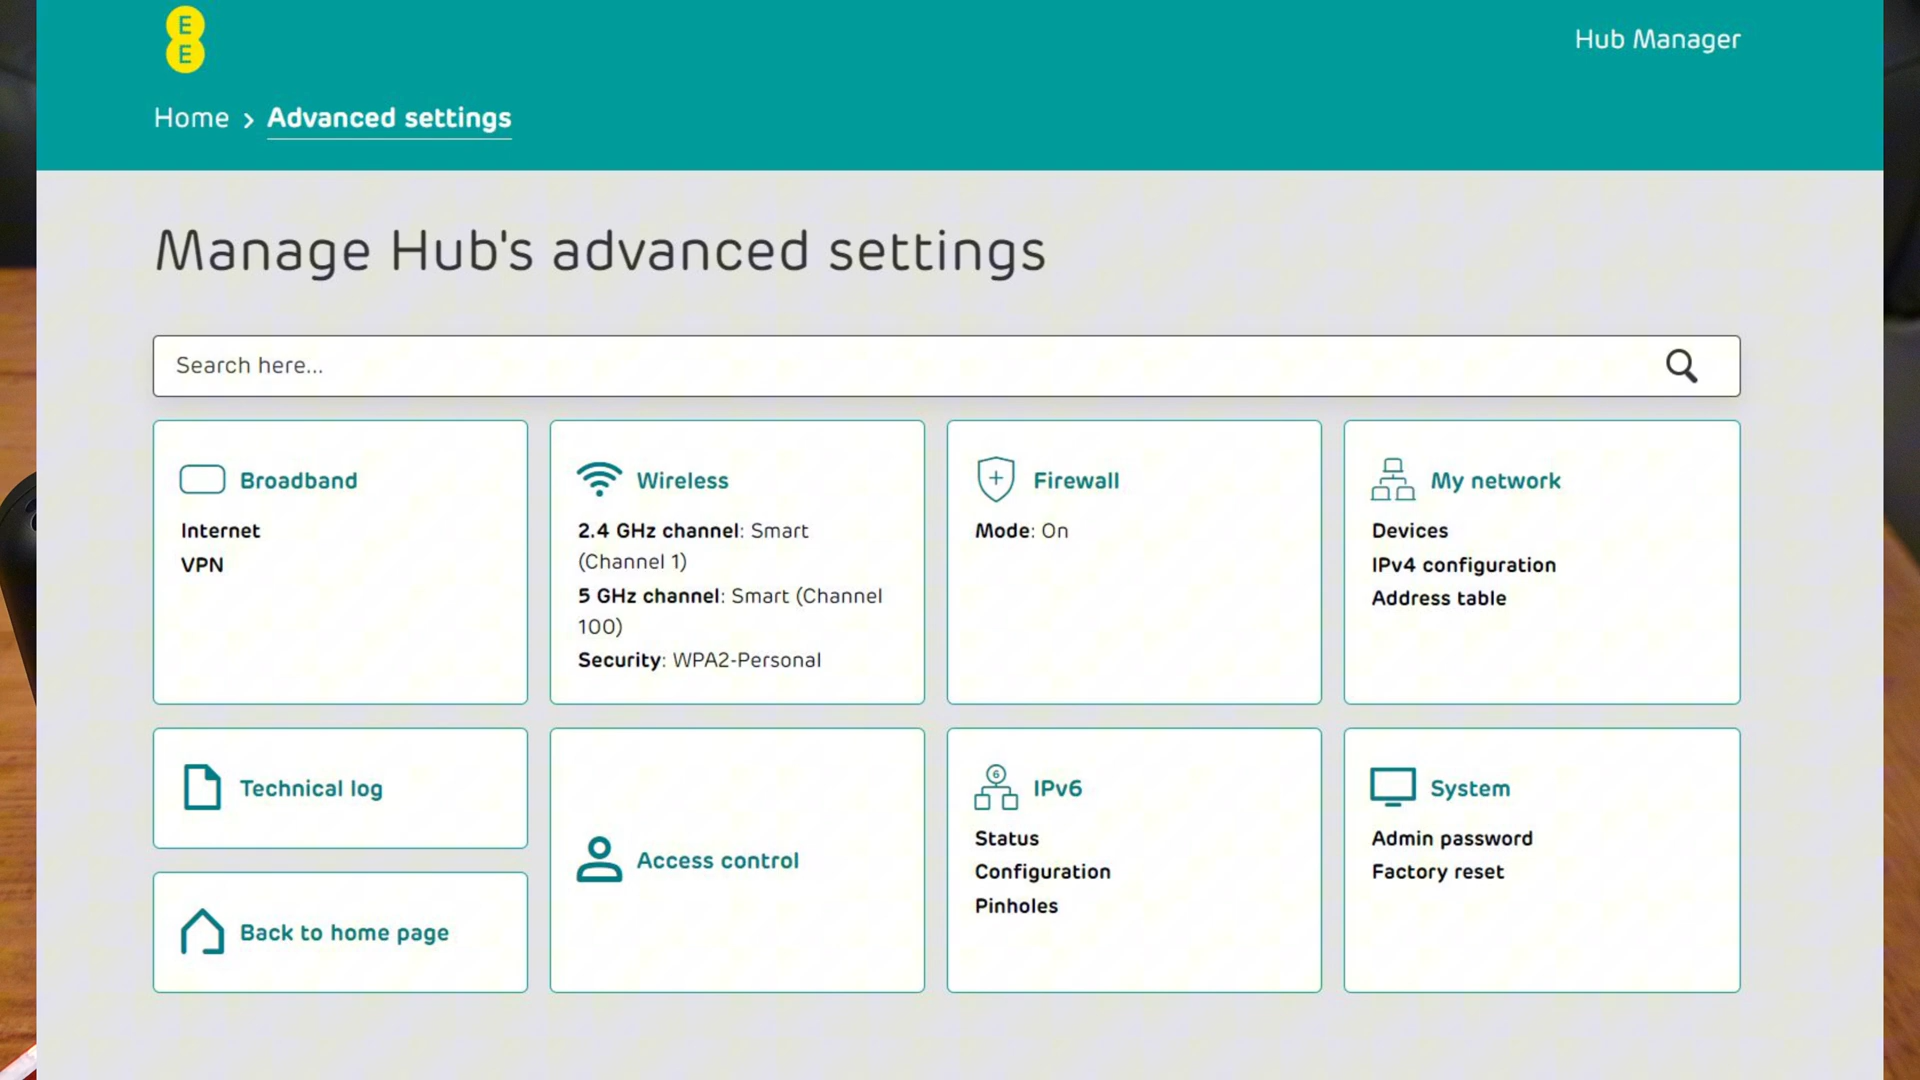 E
E
Hub Manager
Home > Advanced settings
Manage Hub's advanced settings
Search here...
Broadband
Internet
VPN
Wireless
2.4 GHz channel: Smart
(Channel 1)
5 GHz channel: Smart (Channel
100)
Security: WPA2-Personal
Firewall
Mode: On
My network
Devices
IPv4 configuration
Address table
Technical log
Back to home page
Access control
6
IPv6
Status
Configuration
Pinholes
System
Admin password
Factory reset